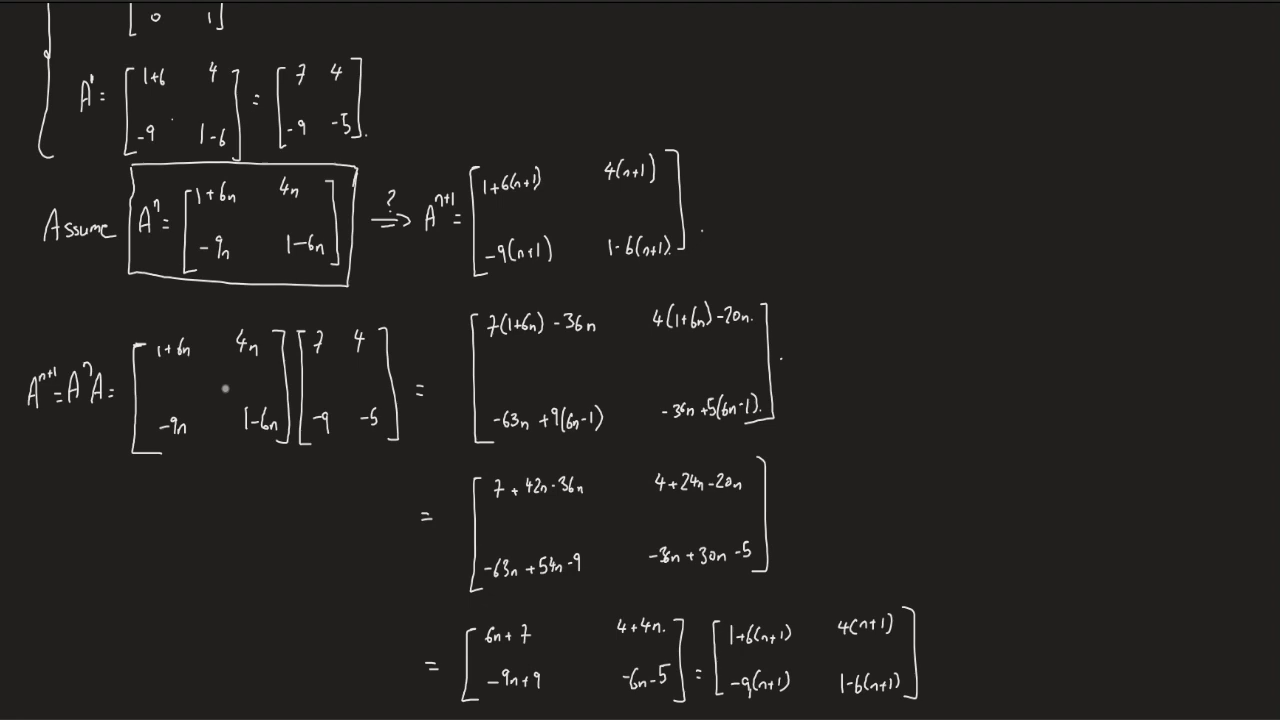 [0 1]
A¹ = [1+6 4; -9 1-6] = [7 4; -9 -5].
Assume Aⁿ = [1+6n 4n; -9n 1-6n] ?⟹ Aⁿ⁺¹ = [1+6(n+1) 4(n+1); -9(n+1) 1-6(n+1)].
Aⁿ⁺¹ = AⁿA = [1+6n 4n; -9n 1-6n] [7 4; -9 -5] = [7(1+6n) -36n 4(1+6n) -20n; -63n +9(6n-1) -36n +5(6n-1)].
= [7 + 42n - 36n 4 + 24n - 20n; -63n + 54n - 9 -36n + 30n - 5]
= [6n + 7 4 + 4n; -9n + 9 -6n - 5] = [1+6(n+1) 4(n+1); -9(n+1) 1-6(n+1)]